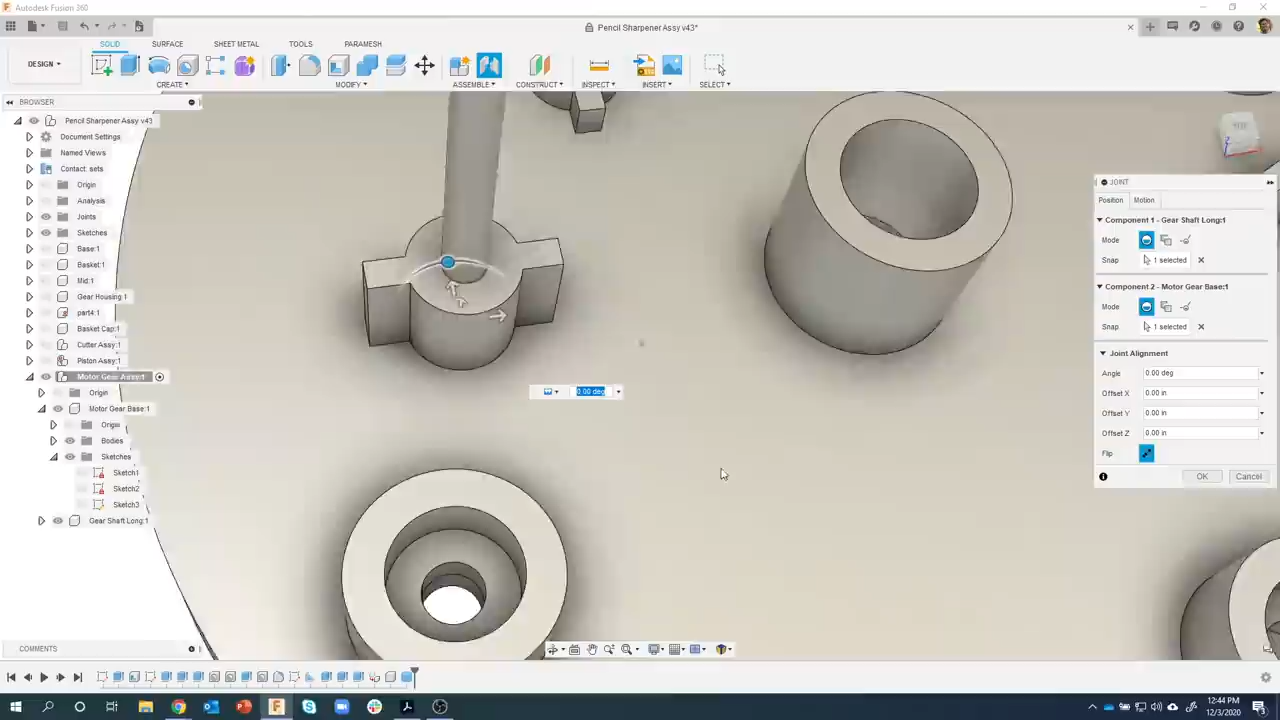 Autodesk Fusion 360
Pencil Sharpener Assy v43*
SOLID SURFACE SHEET METAL TOOLS PARAMESH
DESIGN
CREATE MODIFY ASSEMBLE CONSTRUCT INSPECT INSERT SELECT
BROWSER
Pencil Sharpener Assy v43
Document Settings
Named Views
Contact: sets
Origin
Analysis
Joints
Sketches
Base:1
Basket:1
Mid:1
Gear Housing:1
part4:1
Basket Cap:1
Cutter Assy:1
Piston Assy:1
Motor Gear Assy:1
Origin
Motor Gear Base:1
Origin
Bodies
Sketches
Sketch1
Sketch2
Sketch3
Gear Shaft Long:1
0.00 deg
JOINT
Position Motion
Component 1 - Gear Shaft Long:1
Mode
Snap 1 selected
Component 2 - Motor Gear Base:1
Mode
Snap 1 selected
Joint Alignment
Angle 0.00 deg
Offset X 0.00 in
Offset Y 0.00 in
Offset Z 0.00 in
Flip
OK Cancel
COMMENTS
12:44 PM
12/3/2020